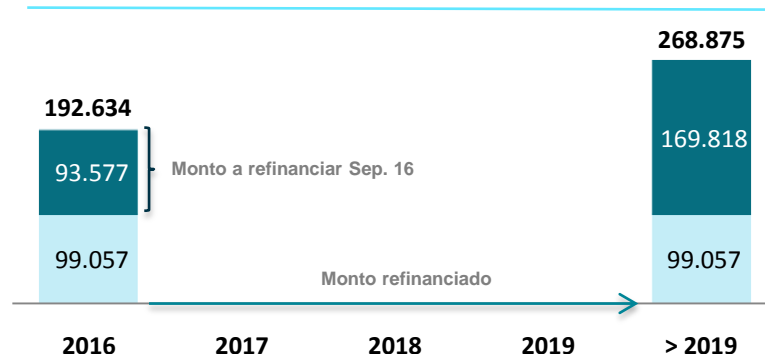 268.875
192.634
169.818
93.577
Monto a refinanciar Sep. 16
99.057
99.057
Monto refinanciado
2016 2017 2018 2019 > 2019